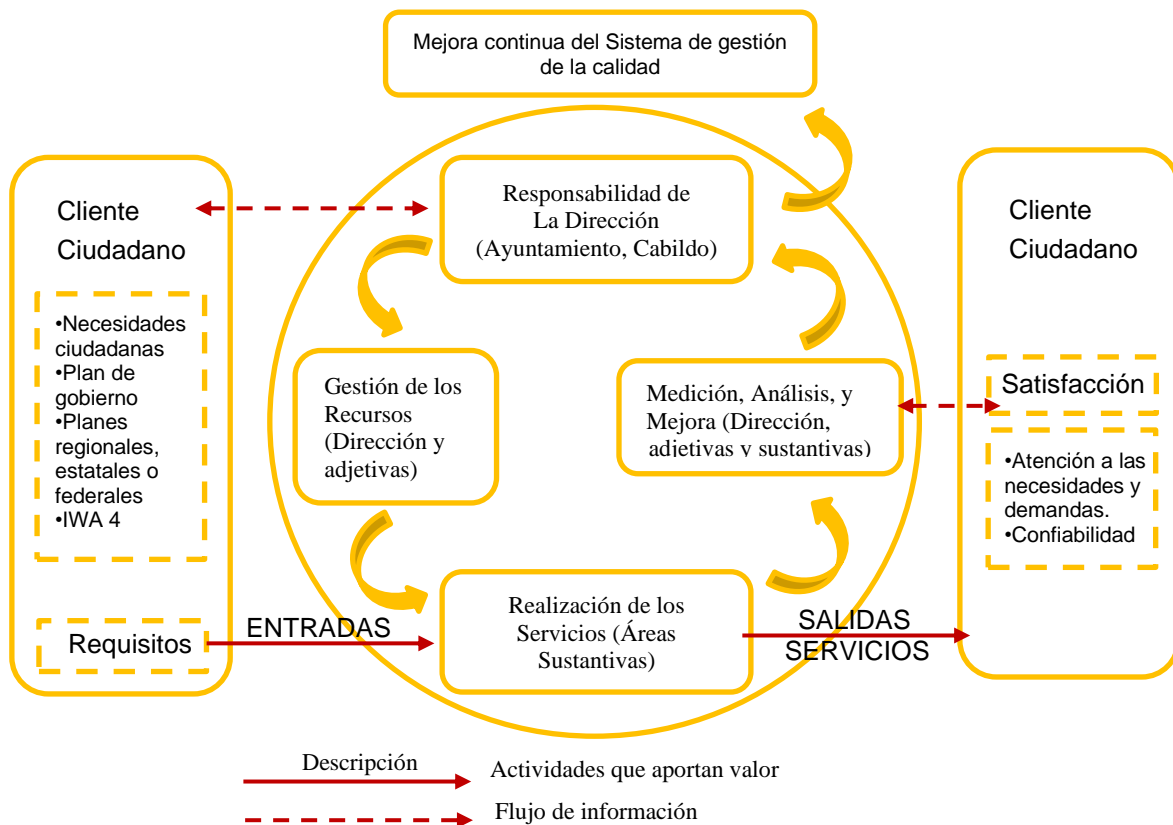 Mejora continua del Sistema de gestión
de la calidad
Cliente
Ciudadano
•Necesidades
ciudadanas
•Plan de
gobierno
•Planes
regionales,
estatales o
federales
•IWA 4
Requisitos
ENTRADAS
Responsabilidad de
La Dirección
(Ayuntamiento, Cabildo)
Gestión de los
Recursos
(Dirección y
adjetivas)
Medición, Análisis, y
Mejora (Dirección,
adjetivas y sustantivas)
Realización de los
Servicios (Áreas
Sustantivas)
SALIDAS
SERVICIOS
Cliente
Ciudadano
Satisfacción
•Atención a las
necesidades y
demandas.
•Confiabilidad
Descripción
Actividades que aportan valor
Flujo de información